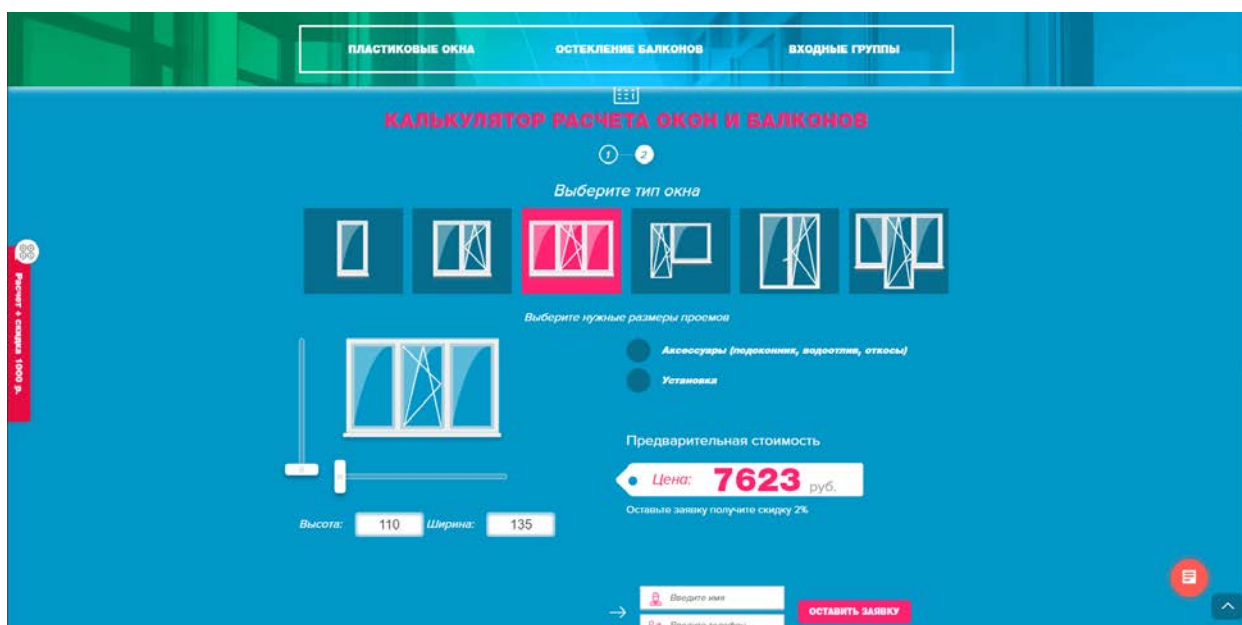 ПЛАСТИКОВЫЕ ОКНА ОСТЕКЛЕНИЕ БАЛКОНОВ ВХОДНЫЕ ГРУППЫ
КАЛЬКУЛЯТОР РАСЧЕТА ОКОН И БАЛКОНОВ
1 2
Выберите тип окна
Расчет + скидка 1000 р.
Выберите нужные размеры проемов
Аксессуары (подоконник, водоотлив, откосы)
Установка
Предварительная стоимость
Цена: 7623 руб.
Оставьте заявку получите скидку 2%
Высота: 110 Ширина: 135
Введите имя
ОСТАВИТЬ ЗАЯВКУ